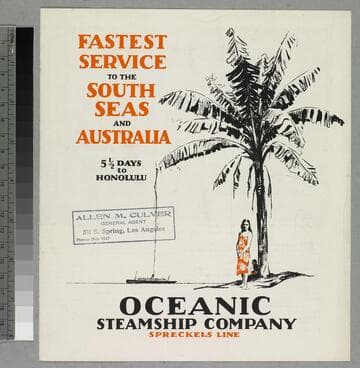 FASTEST
SERVICE
TO THE
SOUTH
SEAS
AND
AUSTRALIA
5½ DAYS
to
HONOLULU
ALLEN M. CULVER
GENERAL AGENT
S. Spring, Los Angeles
OCEANIC
STEAMSHIP COMPANY
SPRECKELS LINE